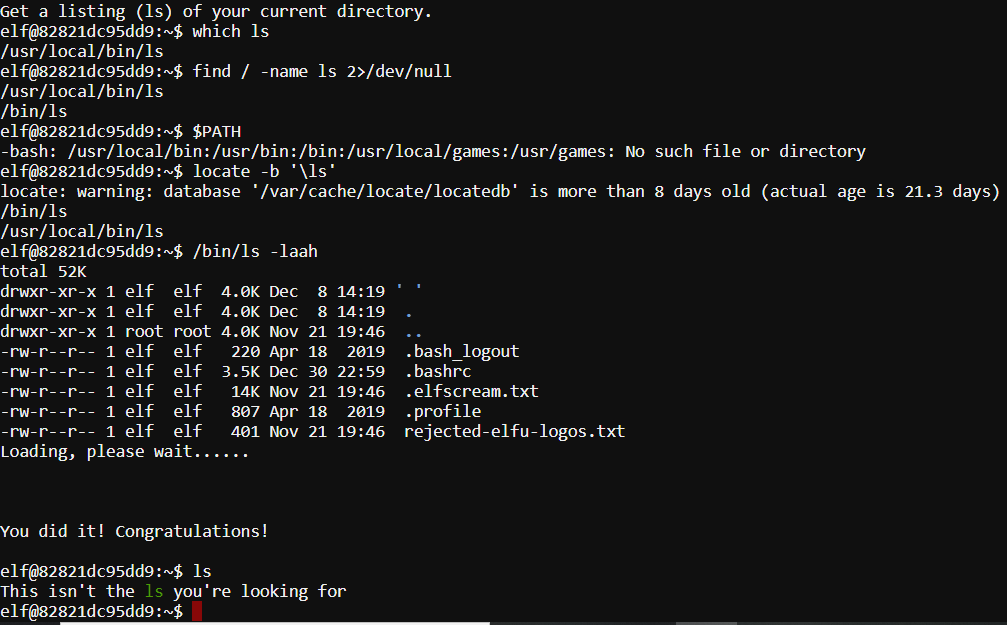 Get a listing (ls) of your current directory.
elf@82821dc95dd9:~$ which ls
/usr/local/bin/ls
elf@82821dc95dd9:~$ find / -name ls 2>/dev/null
/usr/local/bin/ls
/bin/ls
elf@82821dc95dd9:~$ $PATH
-bash: /usr/local/bin:/usr/bin:/bin:/usr/local/games:/usr/games: No such file or directory
elf@82821dc95dd9:~$ locate -b '\ls'
locate: warning: database '/var/cache/locate/locatedb' is more than 8 days old (actual age is 21.3 days)
/bin/ls
/usr/local/bin/ls
elf@82821dc95dd9:~$ /bin/ls -laah
total 52K
drwxr-xr-x 1 elf  elf  4.0K Dec  8 14:19 ' '
drwxr-xr-x 1 elf  elf  4.0K Dec  8 14:19  .
drwxr-xr-x 1 root root 4.0K Nov 21 19:46  ..
-rw-r--r-- 1 elf  elf   220 Apr 18  2019  .bash_logout
-rw-r--r-- 1 elf  elf  3.5K Dec 30 22:59  .bashrc
-rw-r--r-- 1 elf  elf   14K Nov 21 19:46  .elfscream.txt
-rw-r--r-- 1 elf  elf   807 Apr 18  2019  .profile
-rw-r--r-- 1 elf  elf   401 Nov 21 19:46  rejected-elfu-logos.txt
Loading, please wait......
You did it! Congratulations!
elf@82821dc95dd9:~$ ls
This isn't the ls you're looking for
elf@82821dc95dd9:~$